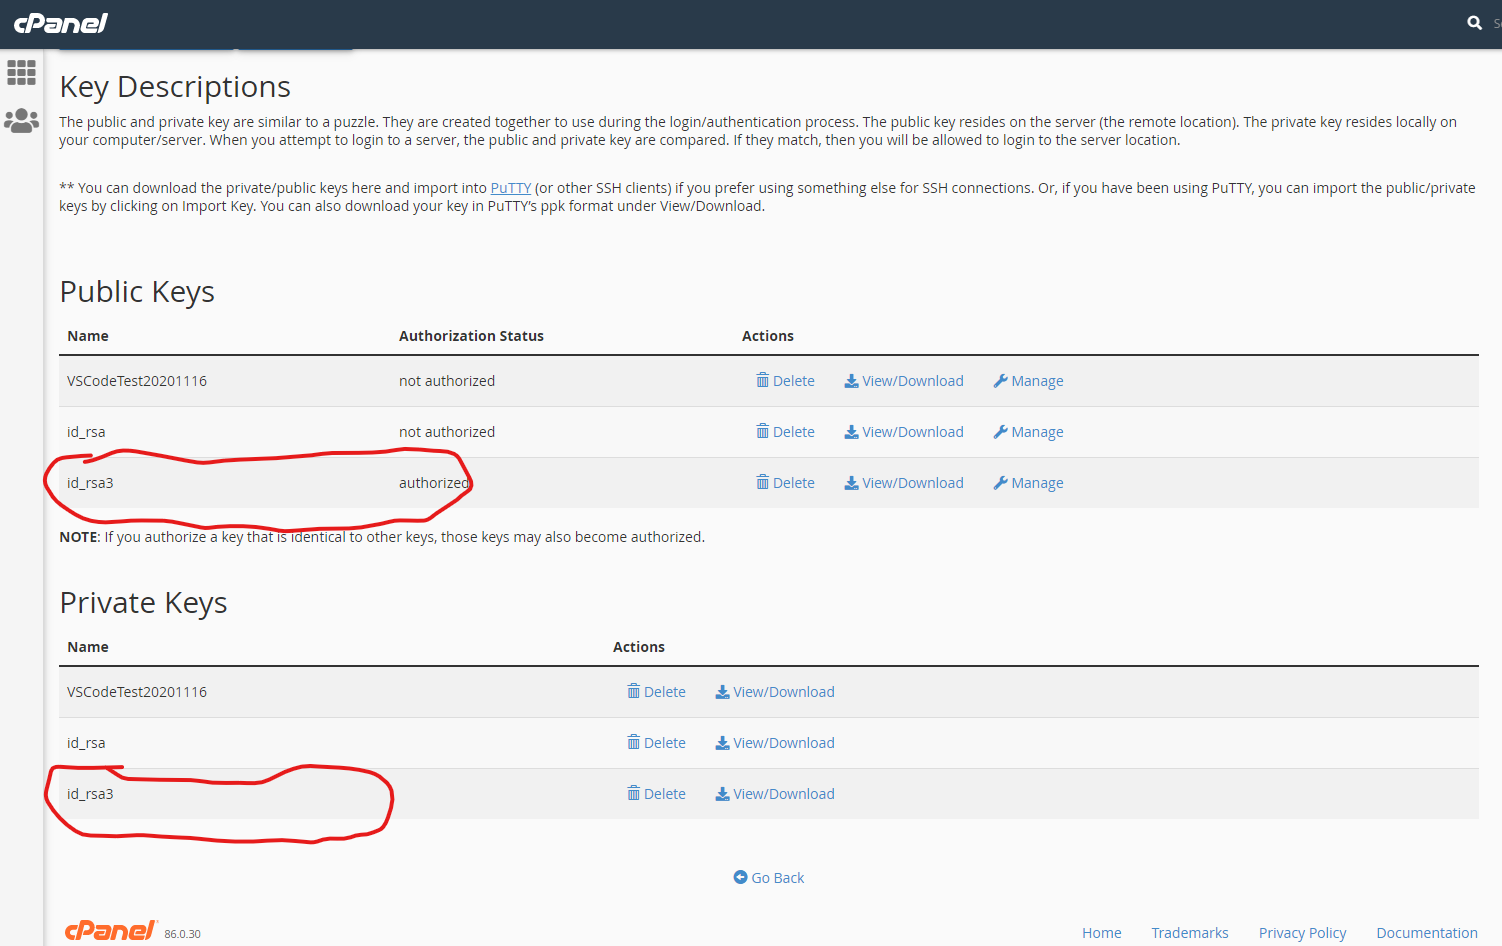 cPanel
Key Descriptions
The public and private key are similar to a puzzle. They are created together to use during the login/authentication process. The public key resides on the server (the remote location). The private key resides locally on
your computer/server. When you attempt to login to a server, the public and private key are compared. If they match, then you will be allowed to login to the server location.
** You can download the private/public keys here and import into PuTTY (or other SSH clients) if you prefer using something else for SSH connections. Or, if you have been using PuTTY, you can import the public/private
keys by clicking on Import Key. You can also download your key in PuTTY's ppk format under View/Download.
Public Keys
Name Authorization Status Actions
VSCodeTest20201116 not authorized Delete View/Download Manage
id_rsa not authorized Delete View/Download Manage
id_rsa3 authorized Delete View/Download Manage
NOTE: If you authorize a key that is identical to other keys, those keys may also become authorized.
Private Keys
Name Actions
VSCodeTest20201116 Delete View/Download
id_rsa Delete View/Download
id_rsa3 Delete View/Download
Go Back
cPanel 86.0.30 Home Trademarks Privacy Policy Documentation